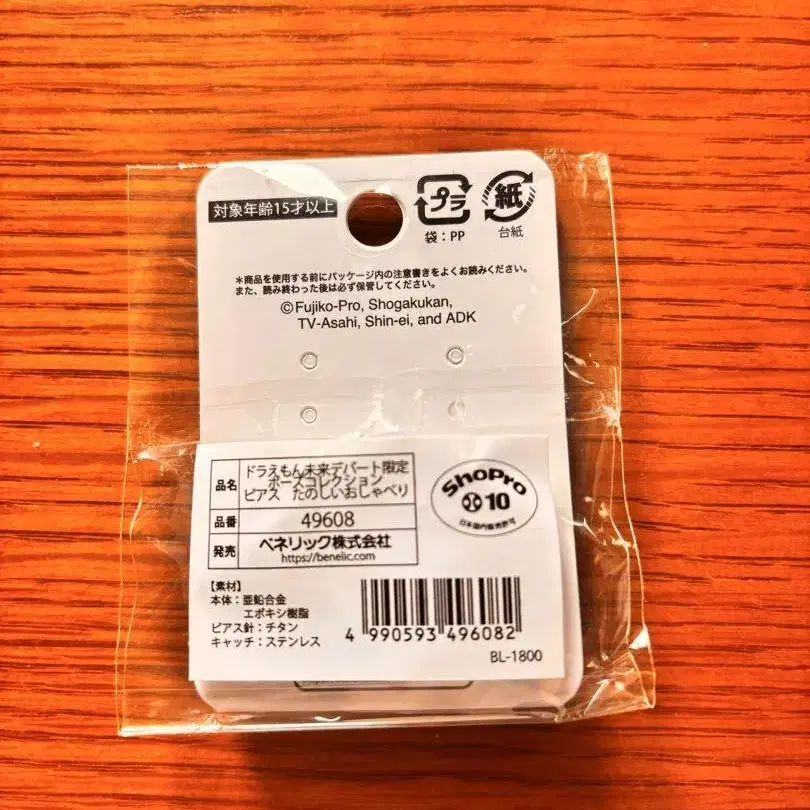 対象年齢15才以上
プラ
紙
袋：PP
台紙
＊商品を使用する前にパッケージ内の注意書きをよくお読みください。
また、読み終わった後は必ず保管してください。
©Fujiko-Pro, Shogakukan,
TV-Asahi, Shin-ei, and ADK
品名
ドラえもん未来デパート限定
ポーズコレクション
ピアス たのしいおしゃべり
品番
49608
発売
ベネリック株式会社
https://benelic.com
ShoPro
10
日本国内販売許可
【素材】
本体：亜鉛合金
エポキシ樹脂
ピアス針：チタン
キャッチ：ステンレス
4 990593 496082
BL-1800